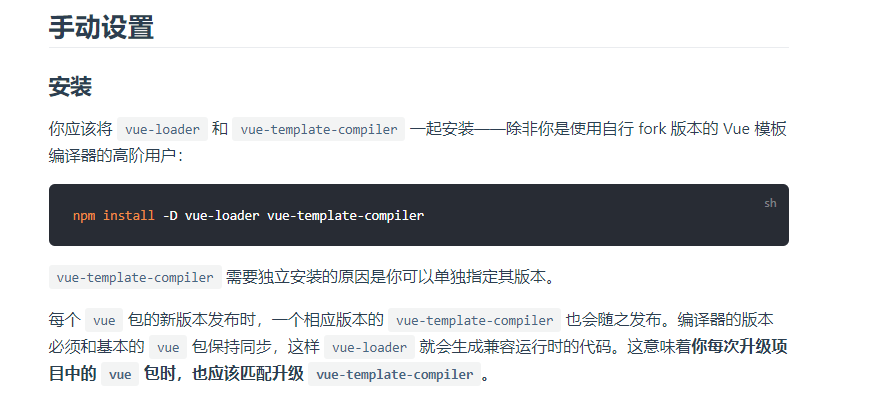 手动设置
安装
你应该将 vue-loader 和 vue-template-compiler 一起安装——除非你是使用自行 fork 版本的 Vue 模板
编译器的高阶用户：
sh
npm install -D vue-loader vue-template-compiler
vue-template-compiler 需要独立安装的原因是你可以单独指定其版本。
每个 vue 包的新版本发布时，一个相应版本的 vue-template-compiler 也会随之发布。编译器的版本
必须和基本的 vue 包保持同步，这样 vue-loader 就会生成兼容运行时的代码。这意味着你每次升级项
目中的 vue 包时，也应该匹配升级 vue-template-compiler。